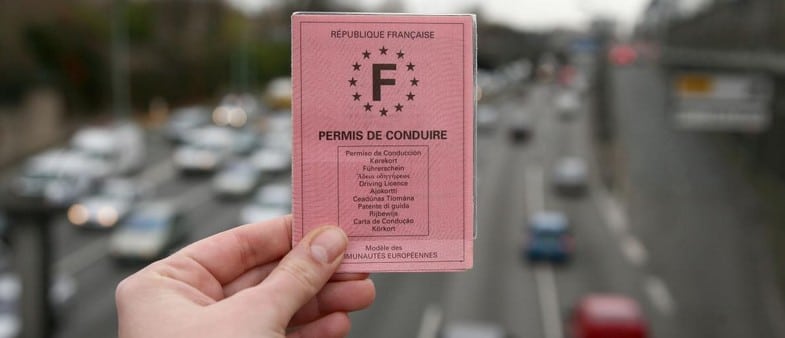 RÉPUBLIQUE FRANÇAISE
F
PERMIS DE CONDUIRE
Permiso de Conducción
Kørekort
Führerschein
Άδεια οδηγήσεως
Driving Licence
Ajokortti
Ceadúnas Tiomána
Patente di guida
Rijbewijs
Carta de Condução
Körkort
Modèle des
MMUNAUTÉS EUROPÉENNES